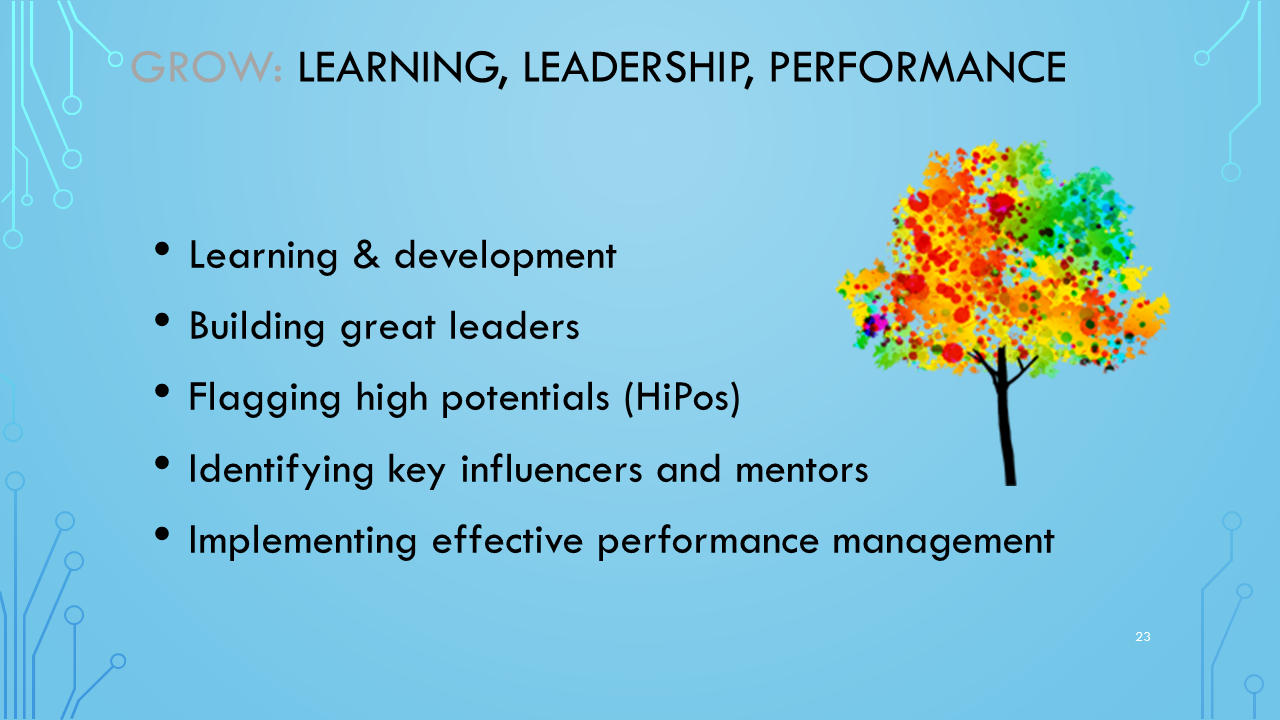 GROW: LEARNING, LEADERSHIP, PERFORMANCE
• Learning & development
• Building great leaders
• Flagging high potentials (HiPos)
• Identifying key influencers and mentors
• Implementing effective performance management
23